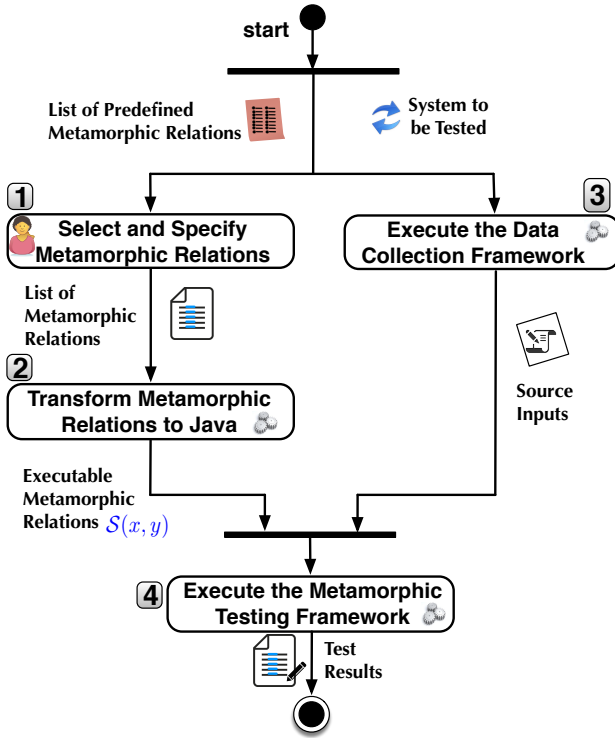 start
List of Predefined
Metamorphic Relations
System to
be Tested
1
Select and Specify
Metamorphic Relations
3
Execute the Data
Collection Framework
List of
Metamorphic
Relations
Source
Inputs
2
Transform Metamorphic
Relations to Java
Executable
Metamorphic
Relations S(x, y)
4
Execute the Metamorphic
Testing Framework
Test
Results